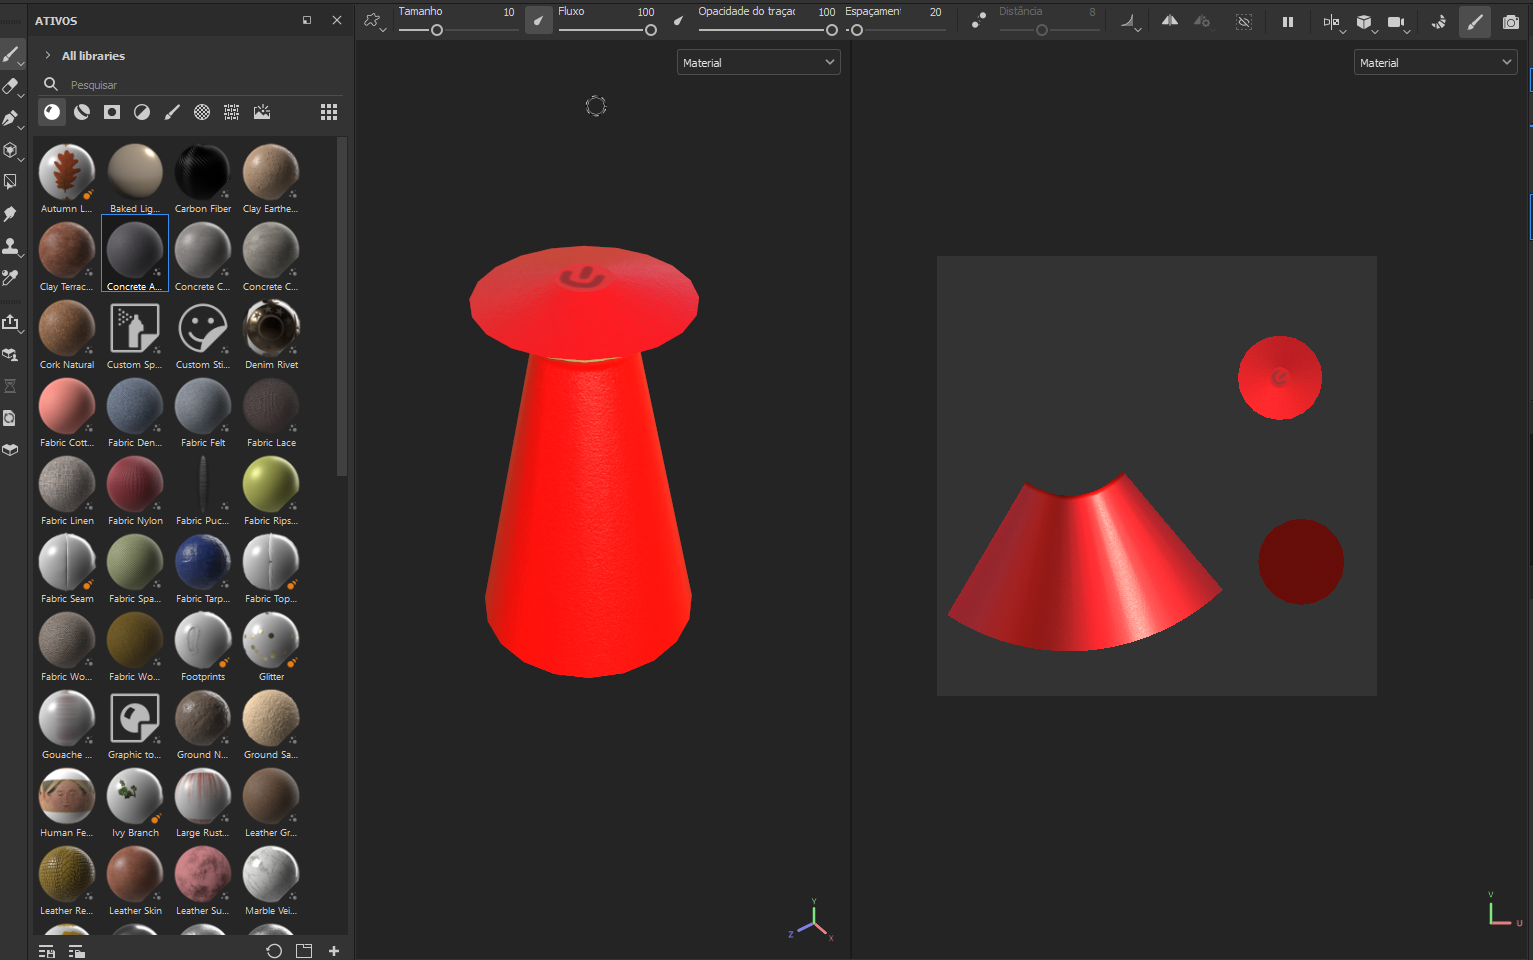 ATIVOS
Tamanho 10
Fluxo 100
Opacidade do traçac 100
Espaçament 20
Distância 8
All libraries
Pesquisar
Material
Material
Autumn L...
Baked Lig...
Carbon Fiber
Clay Earthe...
Clay Terrac...
Concrete A...
Concrete C...
Concrete C...
Cork Natural
Custom Sp...
Custom Sti...
Denim Rivet
Fabric Cott...
Fabric Den...
Fabric Felt
Fabric Lace
Fabric Linen
Fabric Nylon
Fabric Puc...
Fabric Rips...
Fabric Seam
Fabric Spa...
Fabric Tarp...
Fabric Top...
Fabric Wo...
Fabric Wo...
Footprints
Glitter
Gouache ...
Graphic to...
Ground N...
Ground Sa...
Human Fe...
Ivy Branch
Large Rust...
Leather Gr...
Leather Re...
Leather Skin
Leather Su...
Marble Vei...
Y
Z
X
V
U